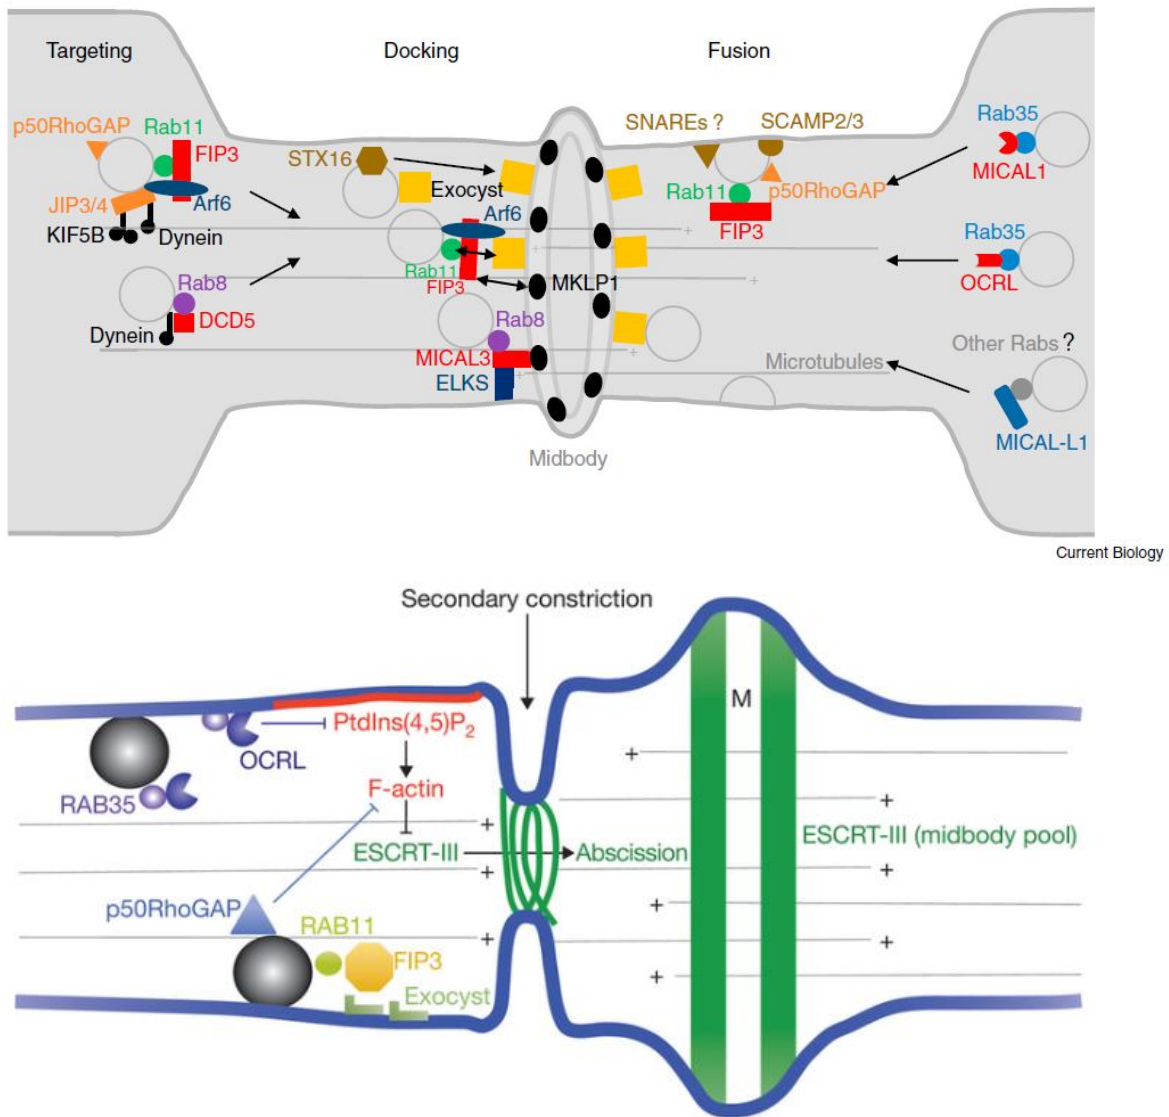 Targeting
Docking
Fusion
p50RhoGAP
Rab11
FIP3
JIP3/4
Arf6
KIF5B
Dynein
Rab8
DCD5
Dynein
STX16
Exocyst
Arf6
Rab11
FIP3
MKLP1
Rab8
MICAL3
ELKS
Midbody
SNAREs ?
SCAMP2/3
Rab11
p50RhoGAP
FIP3
Microtubules
Rab35
MICAL1
Rab35
OCRL
Other Rabs ?
MICAL-L1
+
+
+
+
+
Current Biology
Secondary constriction
PtdIns(4,5)P2
OCRL
RAB35
F-actin
ESCRT-III
Abscission
M
ESCRT-III (midbody pool)
p50RhoGAP
RAB11
FIP3
Exocyst
+
+
+
+
+
+
+
+
+